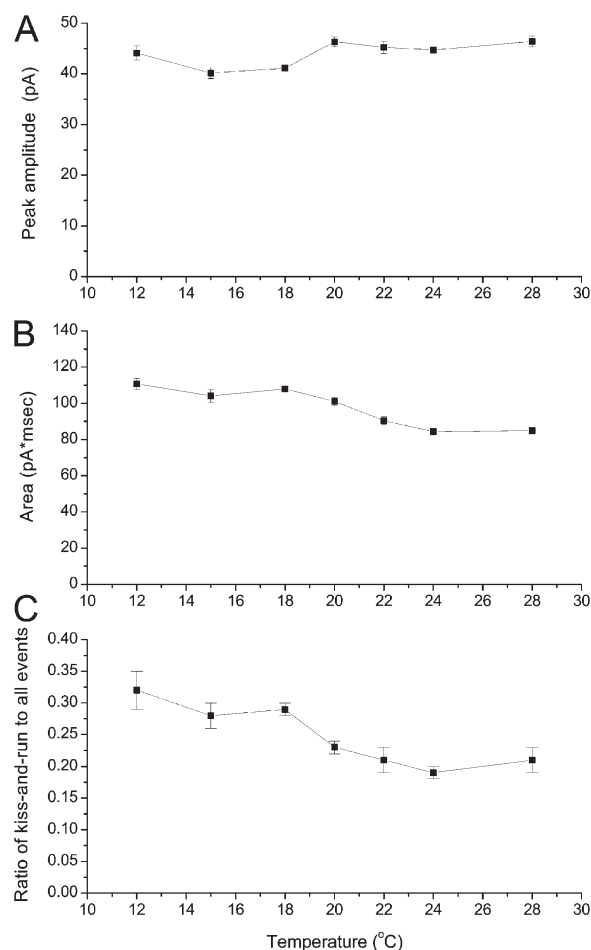 A
Peak amplitude (pA)
50
40
30
20
10
0
10 12 14 16 18 20 22 24 26 28 30
B
Area (pA*msec)
140
120
100
80
60
40
20
0
10 12 14 16 18 20 22 24 26 28 30
C
Ratio of kiss-and-run to all events
0.40
0.35
0.30
0.25
0.20
0.15
0.10
0.05
0.00
10 12 14 16 18 20 22 24 26 28 30
Temperature (°C)